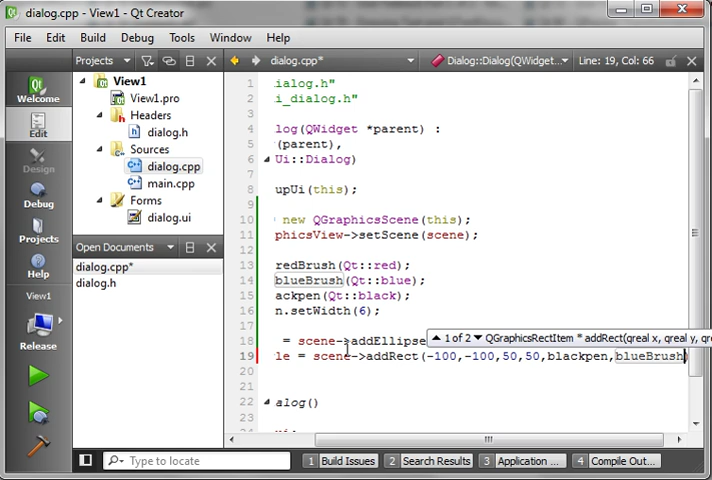 dialog.cpp - View1 - Qt Creator
File Edit Build Debug Tools Window Help
Projects dialog.cpp* Dialog::Dialog(QWidget... Line: 19, Col: 66
Welcome
Edit
Design
Debug
Projects
Help
View1
Release
View1
View1.pro
Headers
dialog.h
Sources
dialog.cpp
main.cpp
Forms
dialog.ui
Open Documents
dialog.cpp*
dialog.h
1 ialog.h"
2 i_dialog.h"
3
4 log(QWidget *parent) :
5 (parent),
6 Ui::Dialog)
7
8 upUi(this);
9
10 new QGraphicsScene(this);
11 phicsView->setScene(scene);
12
13 redBrush(Qt::red);
14 blueBrush(Qt::blue);
15 ackpen(Qt::black);
16 n.setWidth(6);
17
18 = scene->addEllipse
1 of 2 QGraphicsRectItem * addRect(qreal x, qreal y, qre
19 le = scene->addRect(-100,-100,50,50,blackpen,blueBrush)
20
21
22 alog()
23
24
Type to locate 1 Build Issues 2 Search Results 3 Application ... 4 Compile Out...